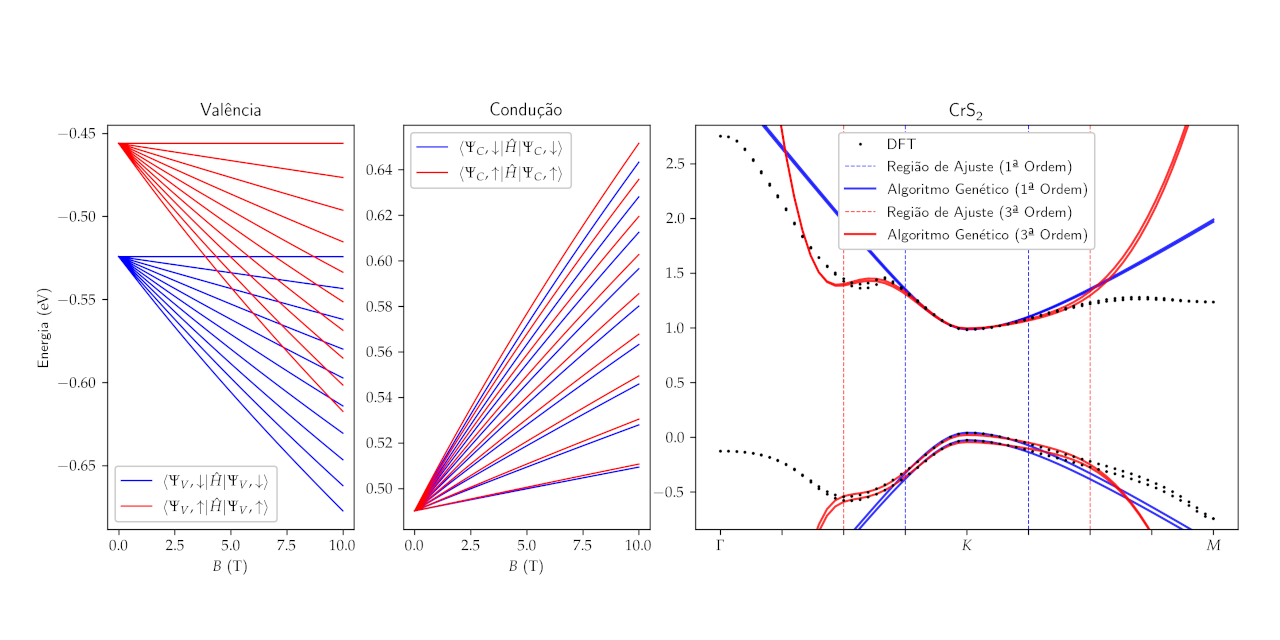 Valência
Energia (eV)
−0.45
−0.50
−0.55
−0.60
−0.65
⟨Ψ_V, ↓|Ĥ|Ψ_V, ↓⟩
⟨Ψ_V, ↑|Ĥ|Ψ_V, ↑⟩
0.0 2.5 5.0 7.5 10.0
B (T)
Condução
⟨Ψ_C, ↓|Ĥ|Ψ_C, ↓⟩
⟨Ψ_C, ↑|Ĥ|Ψ_C, ↑⟩
0.64
0.62
0.60
0.58
0.56
0.54
0.52
0.50
0.0 2.5 5.0 7.5 10.0
B (T)
CrS₂
2.5
2.0
1.5
1.0
0.5
0.0
−0.5
DFT
Região de Ajuste (1ª Ordem)
Algoritmo Genético (1ª Ordem)
Região de Ajuste (3ª Ordem)
Algoritmo Genético (3ª Ordem)
Γ K M